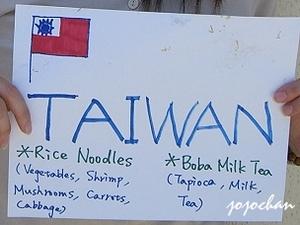 TAIWAN
*Rice Noodles
(Vegetables, Shrimp,
Mushrooms, Carrots,
Cabbage)
*Boba Milk Tea
(Tapioca, Milk,
Tea)
jojochan